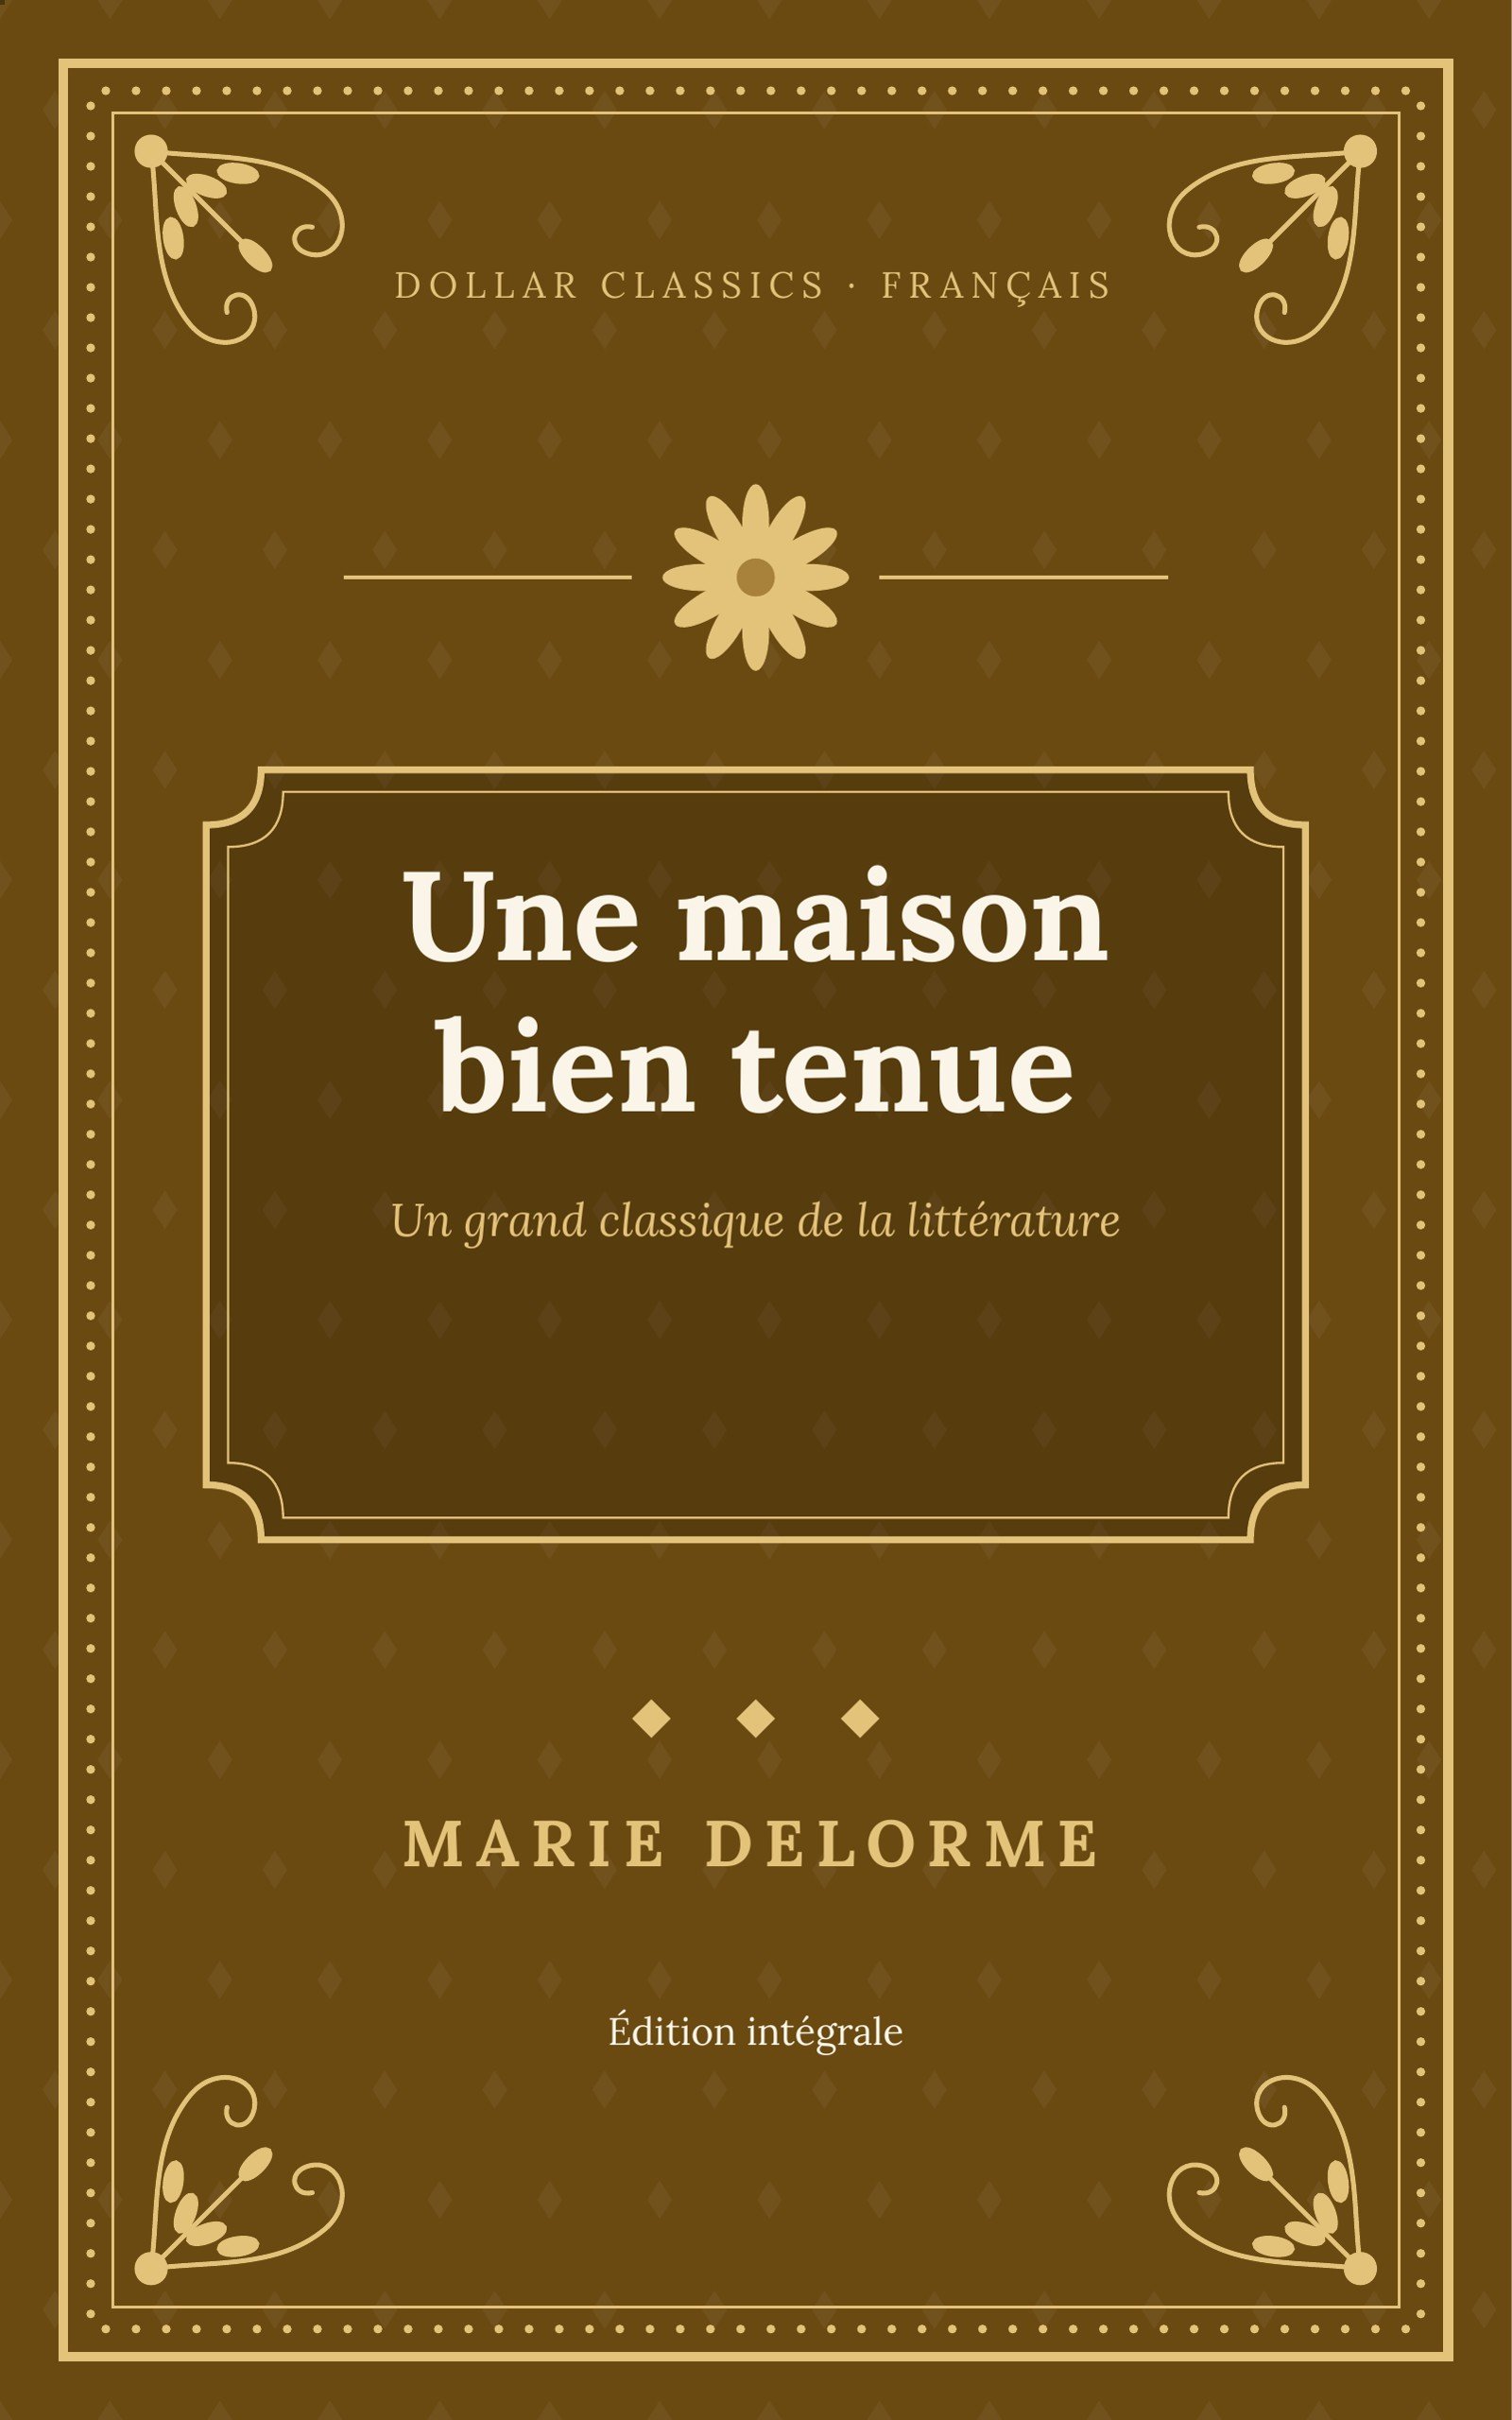 DOLLAR CLASSICS · FRANÇAIS
Une maison
bien tenue
Un grand classique de la littérature
MARIE DELORME
Édition intégrale